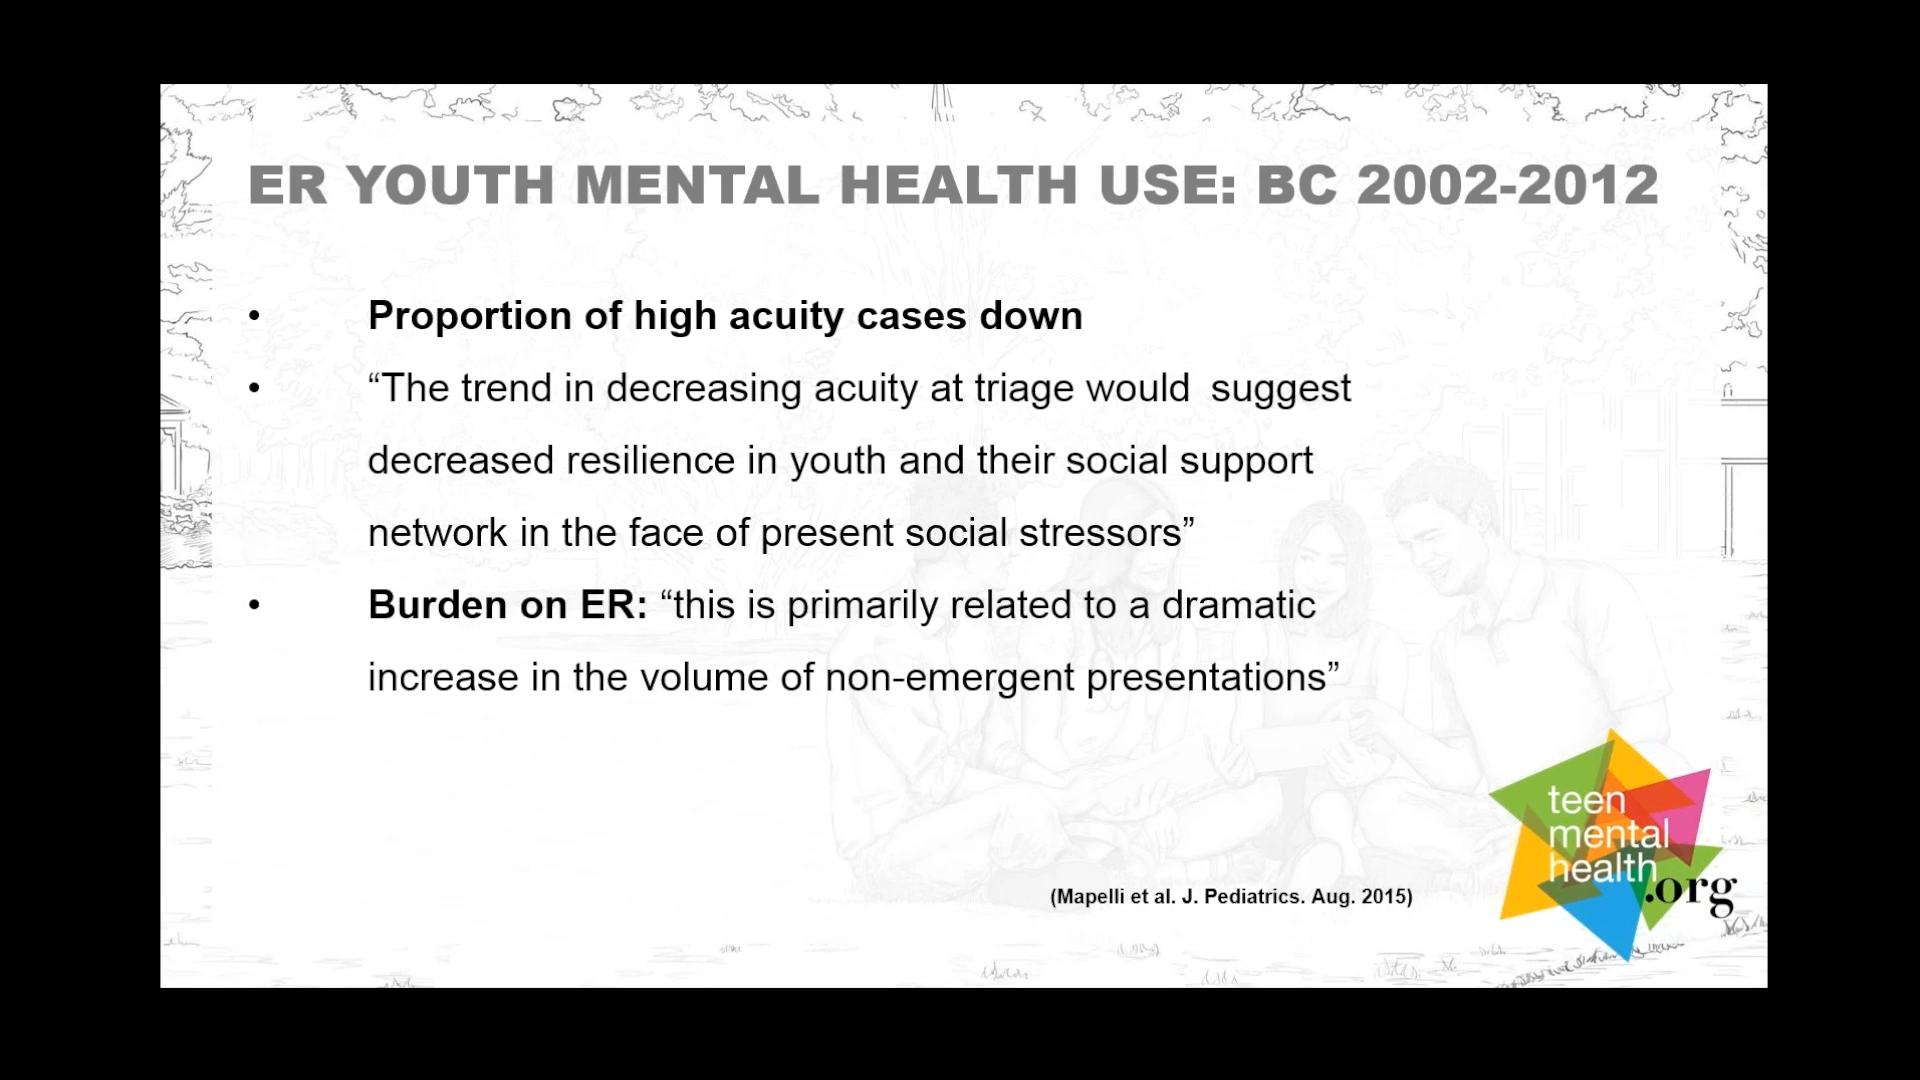 ER YOUTH MENTAL HEALTH USE: BC 2002-2012
• Proportion of high acuity cases down
• “The trend in decreasing acuity at triage would  suggest
decreased resilience in youth and their social support
network in the face of present social stressors”
• Burden on ER: “this is primarily related to a dramatic
increase in the volume of non-emergent presentations”
(Mapelli et al. J. Pediatrics. Aug. 2015)
teen
mental
health
.org